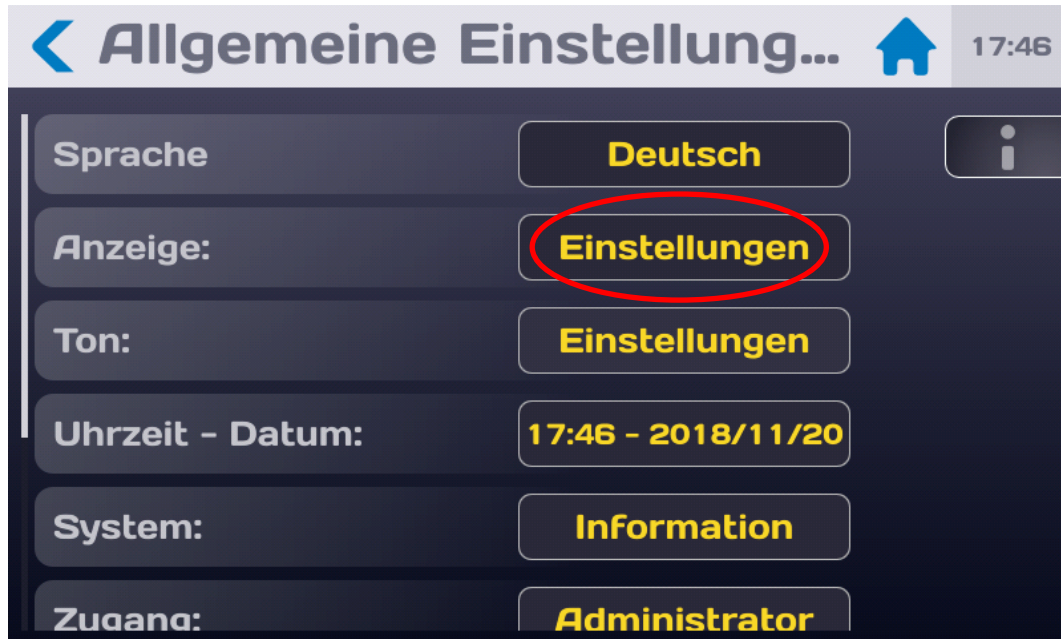 Allgemeine Einstellung... 17:46
Sprache Deutsch
Anzeige: Einstellungen
Ton: Einstellungen
Uhrzeit - Datum: 17:46 - 2018/11/20
System: Information
Zugang: Administrator